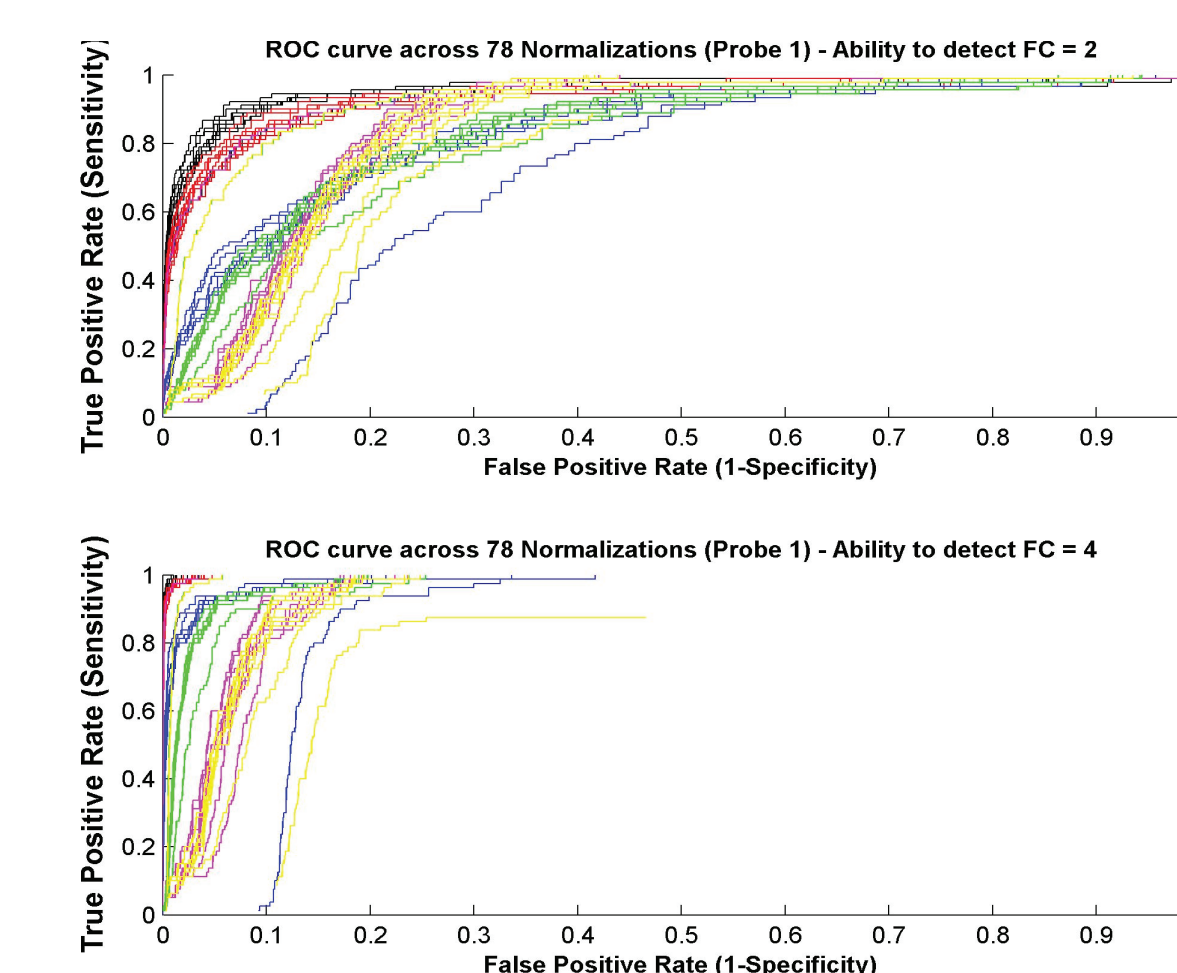 ROC curve across 78 Normalizations (Probe 1) - Ability to detect FC = 2
True Positive Rate (Sensitivity)
1
0.8
0.6
0.4
0.2
0
0 0.1 0.2 0.3 0.4 0.5 0.6 0.7 0.8 0.9
False Positive Rate (1-Specificity)
ROC curve across 78 Normalizations (Probe 1) - Ability to detect FC = 4
True Positive Rate (Sensitivity)
1
0.8
0.6
0.4
0.2
0
0 0.1 0.2 0.3 0.4 0.5 0.6 0.7 0.8 0.9
False Positive Rate (1-Specificity)